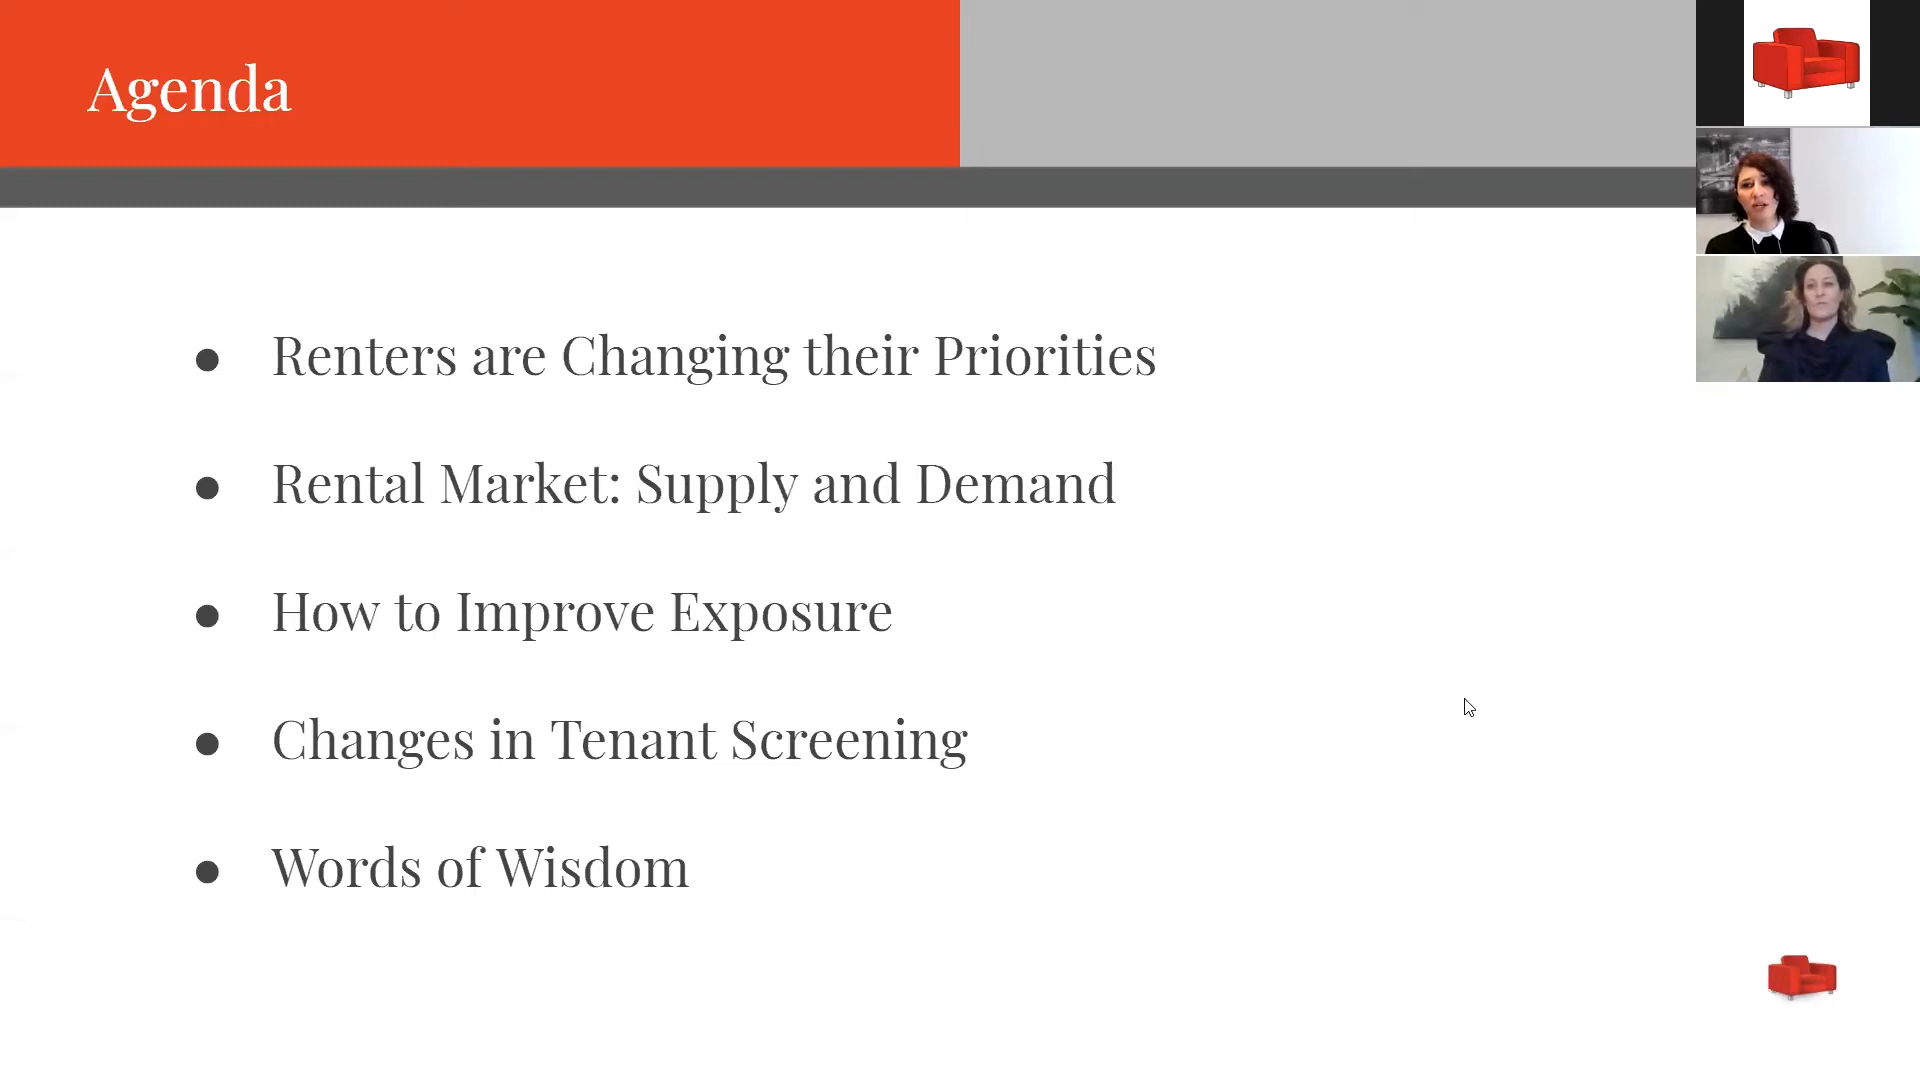 Agenda
● Renters are Changing their Priorities
● Rental Market: Supply and Demand
● How to Improve Exposure
● Changes in Tenant Screening
● Words of Wisdom